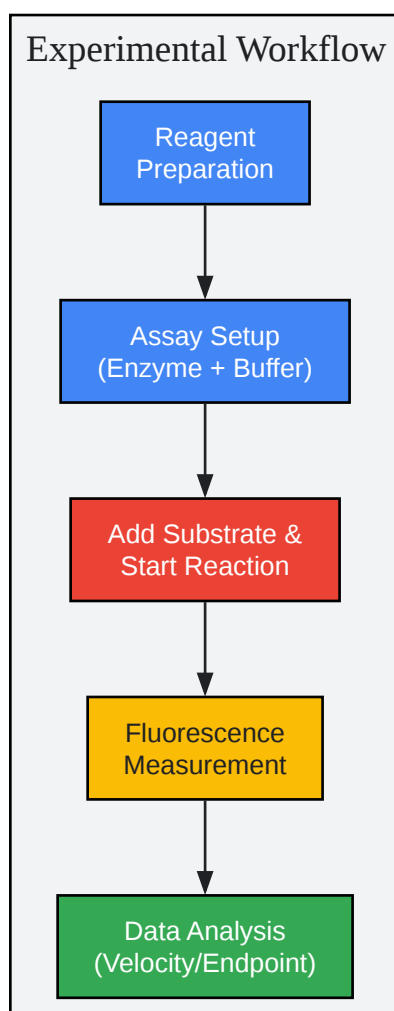 Experimental Workflow
Reagent
Preparation
Assay Setup
(Enzyme + Buffer)
Add Substrate &
Start Reaction
Fluorescence
Measurement
Data Analysis
(Velocity/Endpoint)